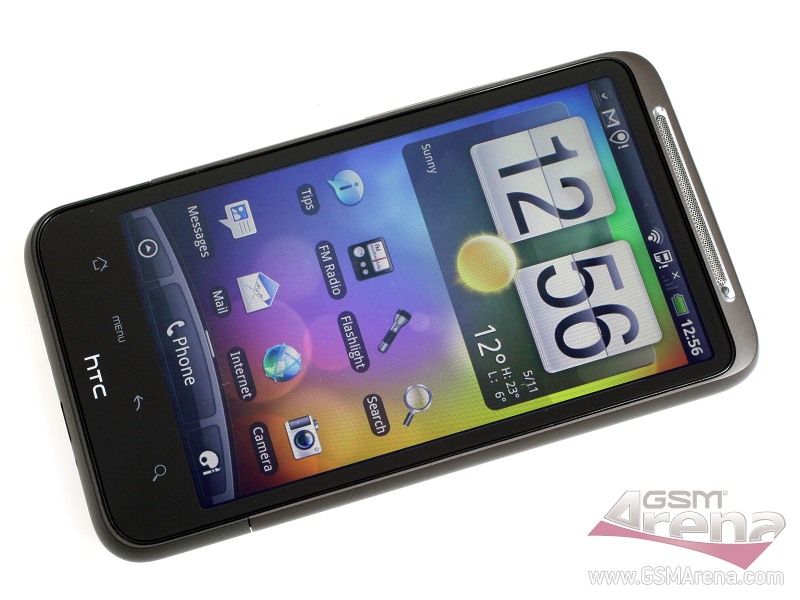 12:56
12 56
Sunny
12°
5/11
H: 23°
L: 6°
Tips
FM Radio
Flashlight
Search
Messages
Mail
Internet
Camera
Phone
menu
hTC
GSM
Arena
www.GSMArena.com